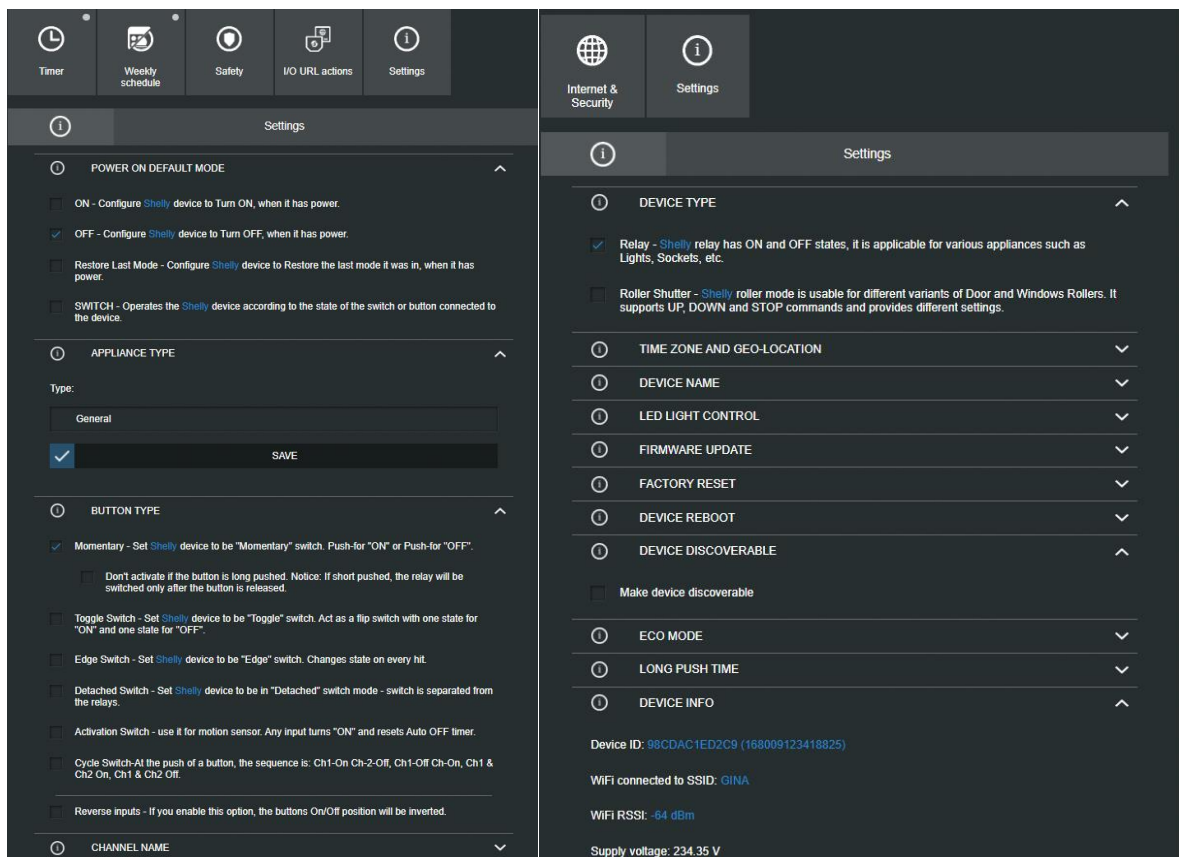 Timer
Weekly
schedule
Safety
I/O URL actions
Settings
Settings
POWER ON DEFAULT MODE
ON - Configure Shelly device to Turn ON, when it has power.
OFF - Configure Shelly device to Turn OFF, when it has power.
Restore Last Mode - Configure Shelly device to Restore the last mode it was in, when it has
power.
SWITCH - Operates the Shelly device according to the state of the switch or button connected to
the device.
APPLIANCE TYPE
Type:
General
SAVE
BUTTON TYPE
Momentary - Set Shelly device to be "Momentary" switch. Push-for "ON" or Push-for "OFF".
Don't activate if the button is long pushed. Notice: If short pushed, the relay will be
switched only after the button is released.
Toggle Switch - Set Shelly device to be "Toggle" switch. Act as a flip switch with one state for
"ON" and one state for "OFF".
Edge Switch - Set Shelly device to be "Edge" switch. Changes state on every hit.
Detached Switch - Set Shelly device to be in "Detached" switch mode - switch is separated from
the relays.
Activation Switch - use it for motion sensor. Any input turns "ON" and resets Auto OFF timer.
Cycle Switch-At the push of a button, the sequence is: Ch1-On Ch-2-Off, Ch1-Off Ch-On, Ch1 &
Ch2 On, Ch1 & Ch2 Off.
Reverse inputs - If you enable this option, the buttons On/Off position will be inverted.
CHANNEL NAME
Internet &
Security
Settings
Settings
DEVICE TYPE
Relay - Shelly relay has ON and OFF states, it is applicable for various appliances such as
Lights, Sockets, etc.
Roller Shutter - Shelly roller mode is usable for different variants of Door and Windows Rollers. It
supports UP, DOWN and STOP commands and provides different settings.
TIME ZONE AND GEO-LOCATION
DEVICE NAME
LED LIGHT CONTROL
FIRMWARE UPDATE
FACTORY RESET
DEVICE REBOOT
DEVICE DISCOVERABLE
Make device discoverable
ECO MODE
LONG PUSH TIME
DEVICE INFO
Device ID: 98CDAC1ED2C9 (168009123418825)
WiFi connected to SSID: GINA
WiFi RSSI: -64 dBm
Supply voltage: 234.35 V